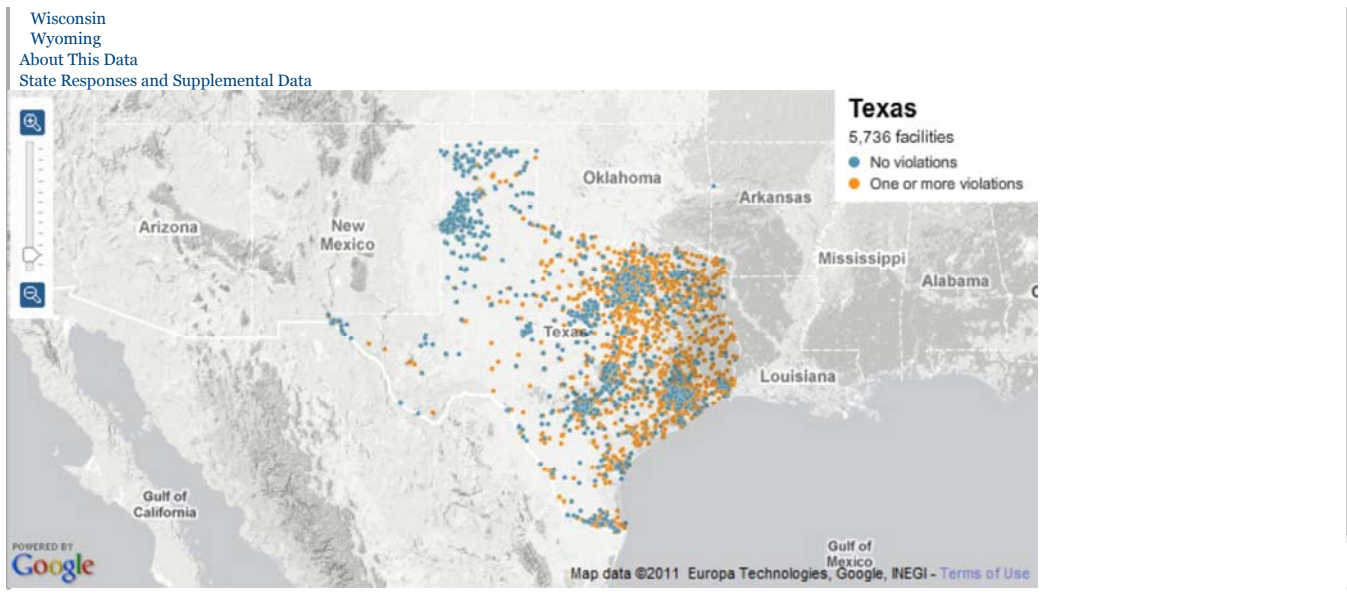 Wisconsin
Wyoming
About This Data
State Responses and Supplemental Data
Texas
5,736 facilities
No violations
One or more violations
Oklahoma
Arkansas
Arizona
New
Mexico
Mississippi
Alabama
C
Texas
Louisiana
Gulf of
California
POWERED BY
Google
Gulf of
Mexico
Map data ©2011 Europa Technologies, Google, INEGI - Terms of Use